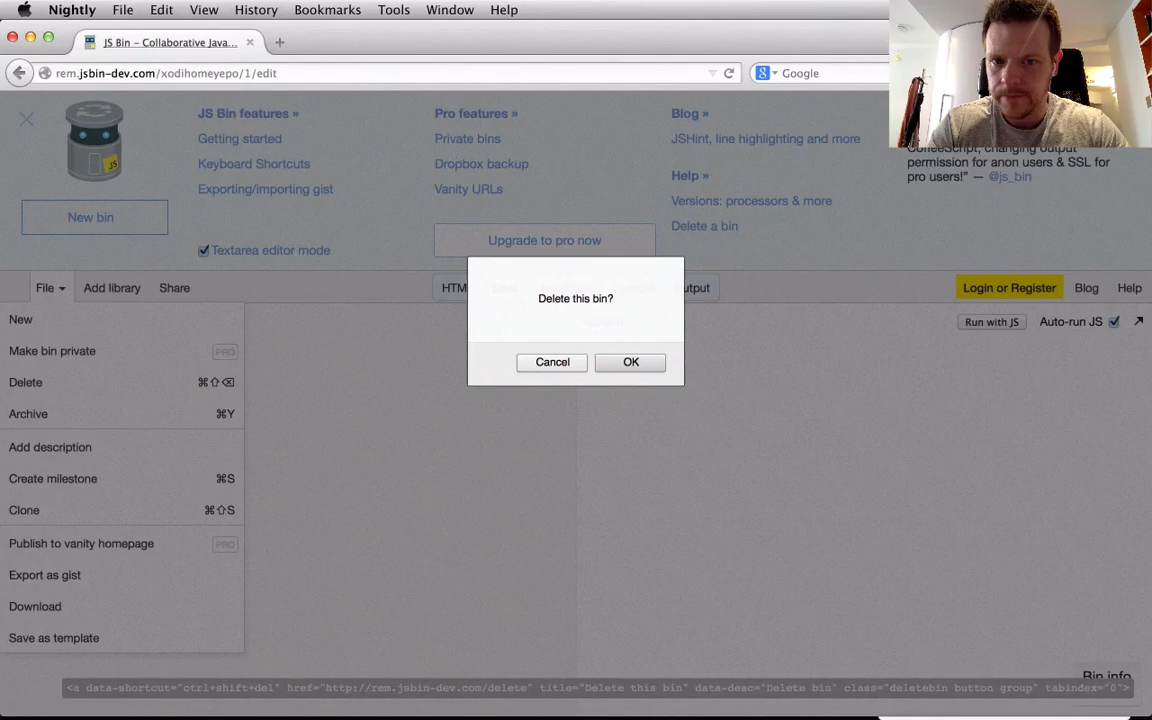 Nightly File Edit View History Bookmarks Tools Window Help
JS Bin – Collaborative Java...
rem.jsbin-dev.com/xodihomeyepo/1/edit
Google
JS
New bin
JS Bin features »
Getting started
Keyboard Shortcuts
Exporting/importing gist
Textarea editor mode
Pro features »
Private bins
Dropbox backup
Vanity URLs
Upgrade to pro now
Blog »
JSHint, line highlighting and more
Help »
Versions: processors & more
Delete a bin
CoffeeScript, changing output
permission for anon users & SSL for
pro users!” — @js_bin
File Add library Share
Login or Register Blog Help
Run with JS Auto-run JS
New
Make bin private PRO
Delete ⌘⇧⌫
Archive ⌘Y
Add description
Create milestone ⌘S
Clone ⌘⇧S
Publish to vanity homepage PRO
Export as gist
Download
Save as template
Delete this bin?
Cancel OK
Bin info
<a data-shortcut="ctrl+shift+del" href="http://rem.jsbin-dev.com/delete" title="Delete this bin" data-desc="Delete bin" class="deletebin button group" tabindex="0">